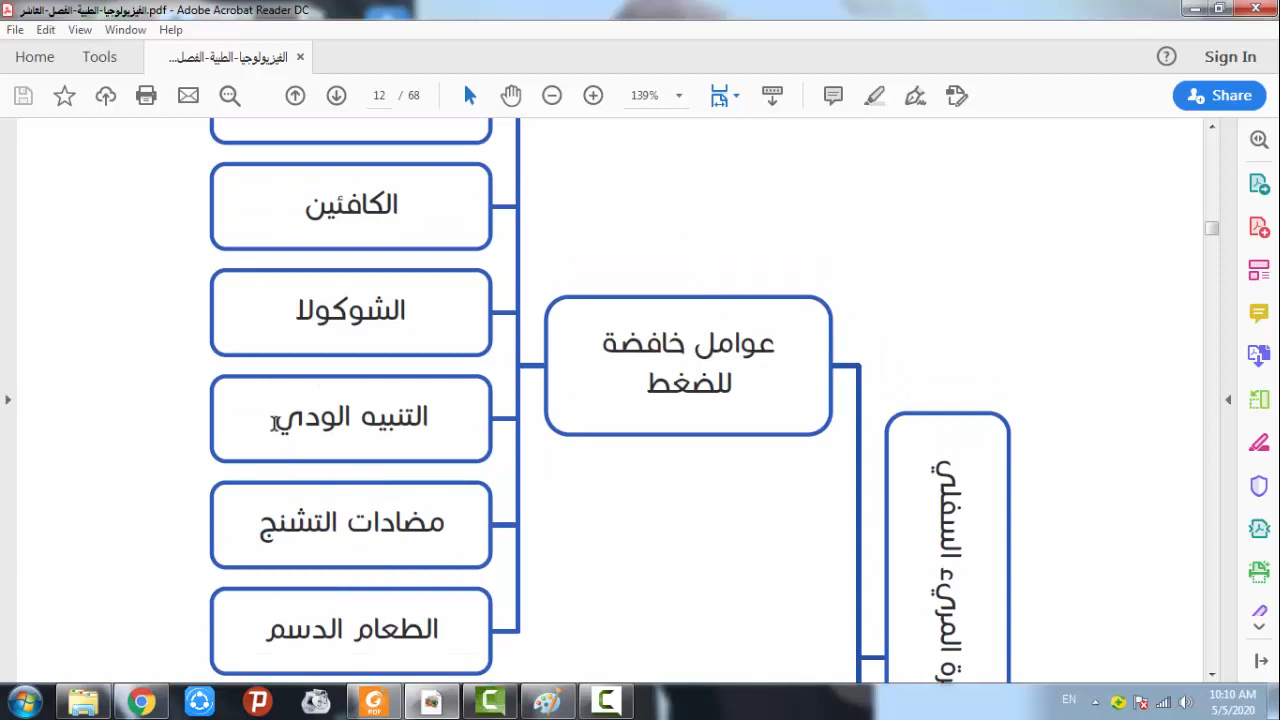 الفيزيولوجيا-الطبية-الفصل-العاشر.pdf - Adobe Acrobat Reader DC
File Edit View Window Help
Home Tools الفيزيولوجيا-الطبية-الفصل... × Sign In
12 / 68 139% Share
الكافئين
الشوكولا
عوامل خافضة
للضغط
التنبيه الودي
مضادات التشنج
الطعام الدسم
المريء السفلي
EN
10:10 AM
5/5/2020